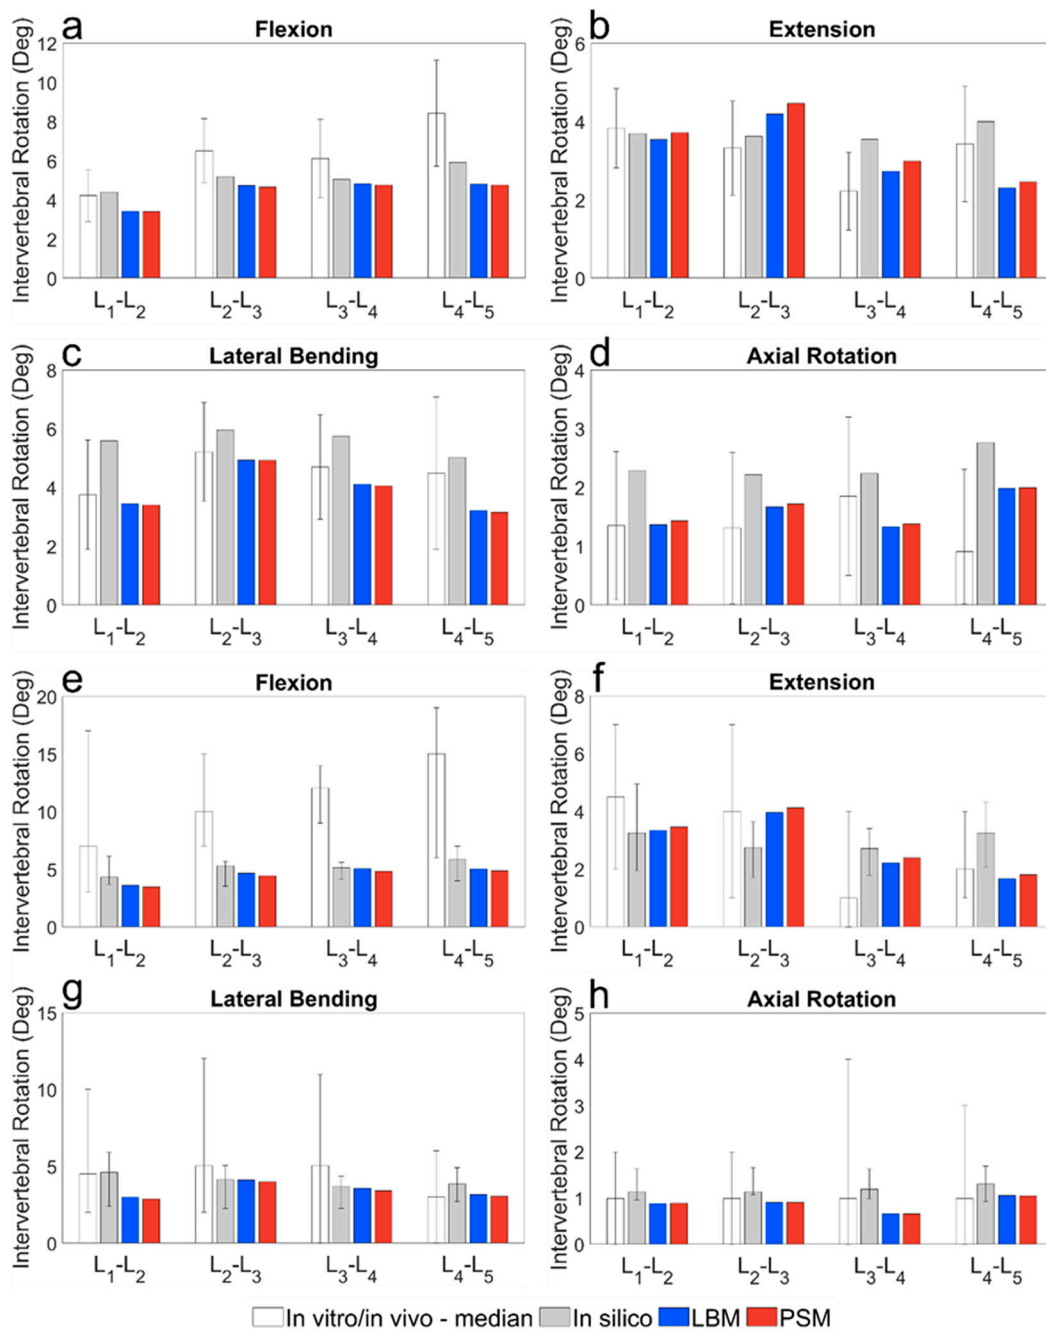 a Flexion
Intervertebral Rotation (Deg)
12
10
8
6
4
2
0
L1-L2 L2-L3 L3-L4 L4-L5
b Extension
Intervertebral Rotation (Deg)
6
4
2
0
L1-L2 L2-L3 L3-L4 L4-L5
c Lateral Bending
Intervertebral Rotation (Deg)
8
6
4
2
0
L1-L2 L2-L3 L3-L4 L4-L5
d Axial Rotation
Intervertebral Rotation (Deg)
4
3
2
1
0
L1-L2 L2-L3 L3-L4 L4-L5
e Flexion
Intervertebral Rotation (Deg)
20
15
10
5
0
L1-L2 L2-L3 L3-L4 L4-L5
f Extension
Intervertebral Rotation (Deg)
8
6
4
2
0
L1-L2 L2-L3 L3-L4 L4-L5
g Lateral Bending
Intervertebral Rotation (Deg)
15
10
5
0
L1-L2 L2-L3 L3-L4 L4-L5
h Axial Rotation
Intervertebral Rotation (Deg)
5
4
3
2
1
0
L1-L2 L2-L3 L3-L4 L4-L5
In vitro/in vivo - median In silico LBM PSM